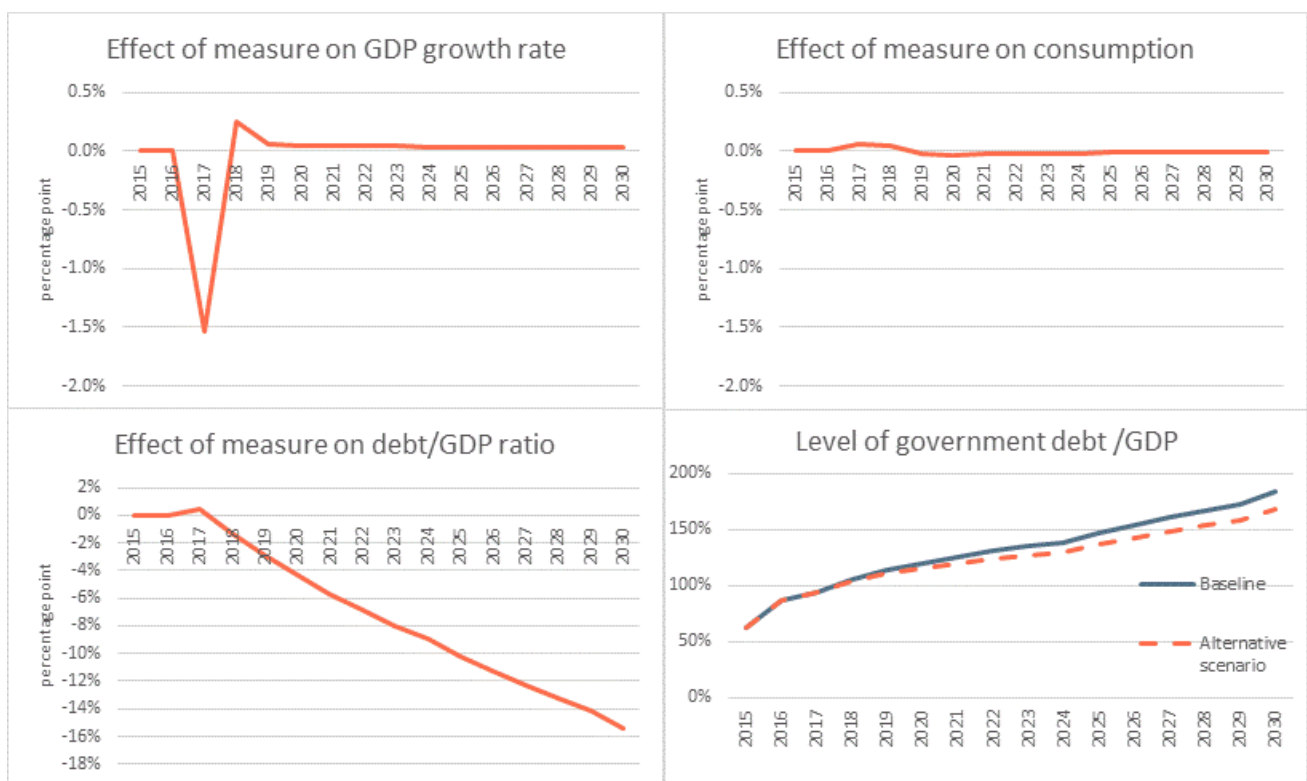 Effect of measure on GDP growth rate
0.5%
0.0%
-0.5%
-1.0%
-1.5%
-2.0%
percentage point
2015 2016 2017 2018 2019 2020 2021 2022 2023 2024 2025 2026 2027 2028 2029 2030
Effect of measure on consumption
0.5%
0.0%
-0.5%
-1.0%
-1.5%
-2.0%
percentage point
2015 2016 2017 2018 2019 2020 2021 2022 2023 2024 2025 2026 2027 2028 2029 2030
Effect of measure on debt/GDP ratio
2%
0%
-2%
-4%
-6%
-8%
-10%
-12%
-14%
-16%
-18%
percentage point
2015 2016 2017 2018 2019 2020 2021 2022 2023 2024 2025 2026 2027 2028 2029 2030
Level of government debt /GDP
200%
150%
100%
50%
0%
Baseline
Alternative
scenario
2015 2016 2017 2018 2019 2020 2021 2022 2023 2024 2025 2026 2027 2028 2029 2030